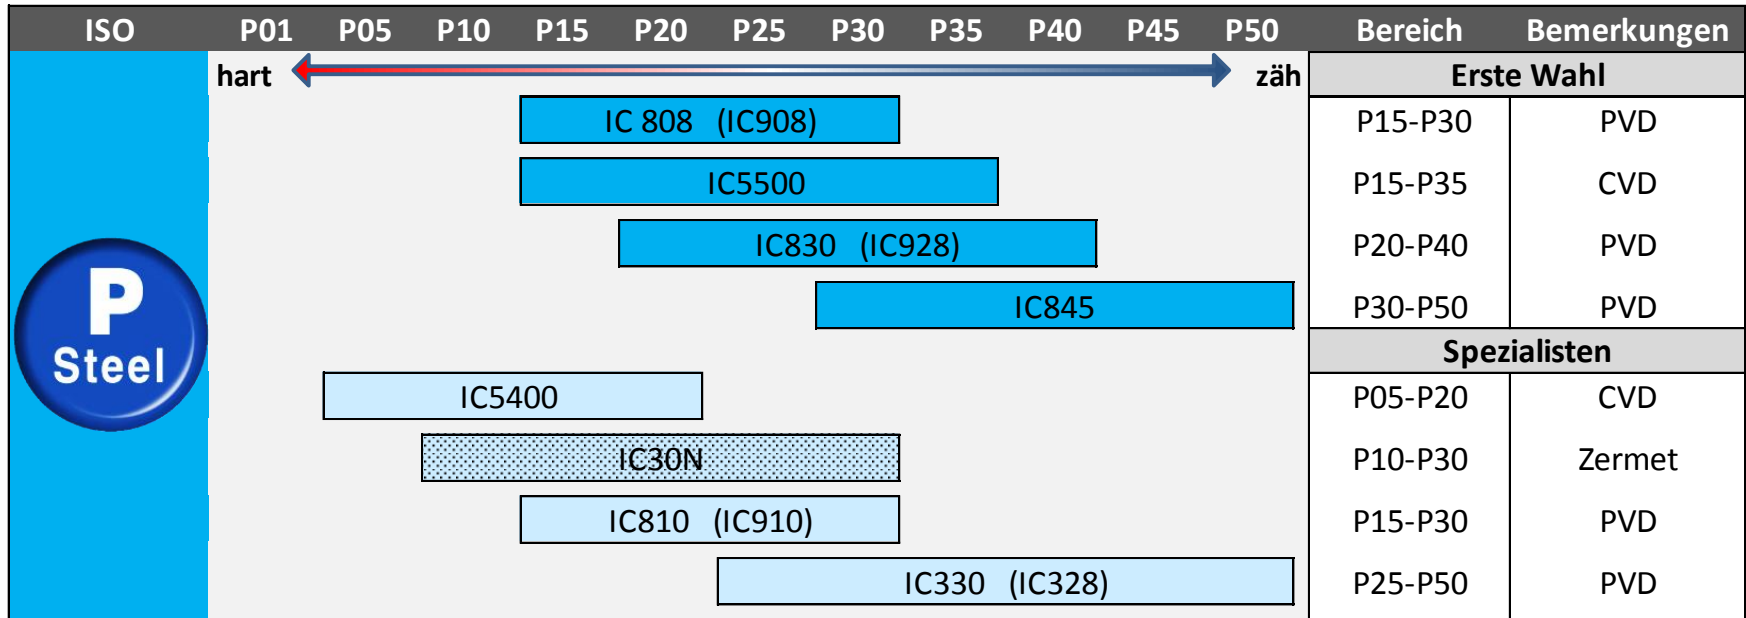 ISO P01 P05 P10 P15 P20 P25 P30 P35 P40 P45 P50 Bereich Bemerkungen
hart zäh Erste Wahl
IC 808 (IC908) P15-P30 PVD
IC5500 P15-P35 CVD
IC830 (IC928) P20-P40 PVD
IC845 P30-P50 PVD
P
Steel
Spezialisten
IC5400 P05-P20 CVD
IC30N P10-P30 Zermet
IC810 (IC910) P15-P30 PVD
IC330 (IC328) P25-P50 PVD